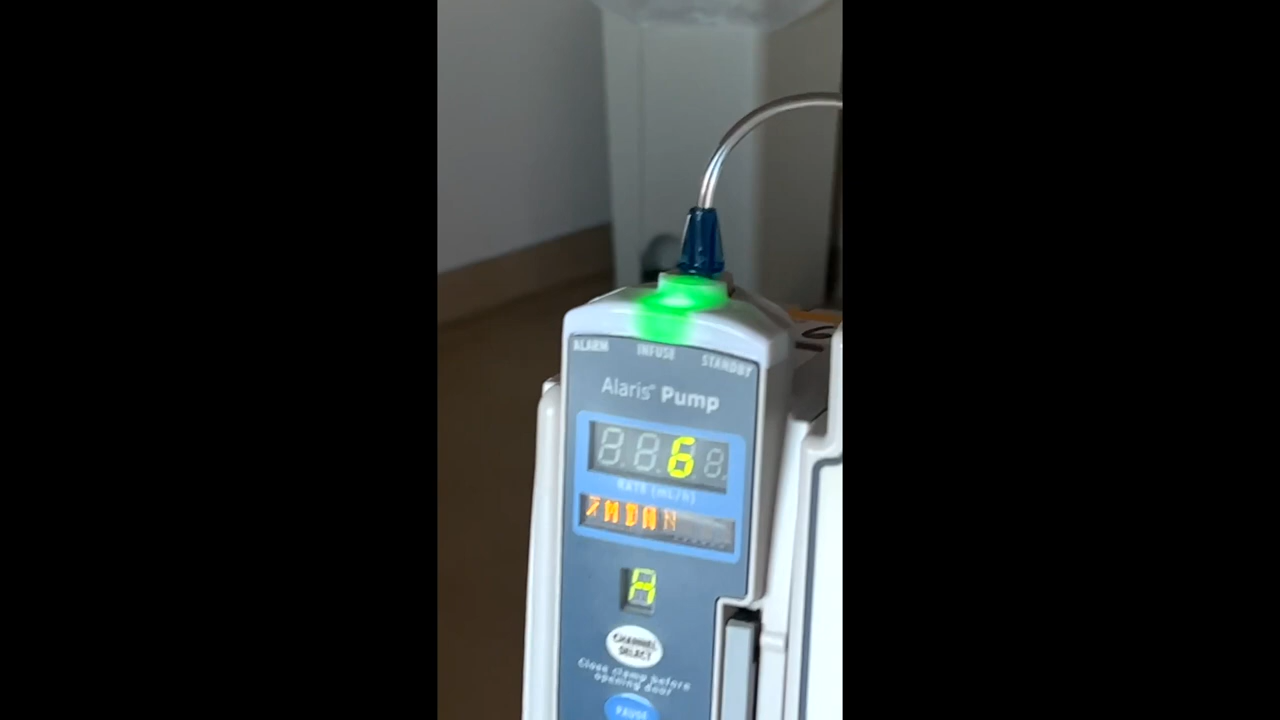 ALARM INFUSE STANDBY
Alaris® Pump
6
RATE (mL/h)
A
CHANNEL
SELECT
Close clamp before
opening door
PAUSE